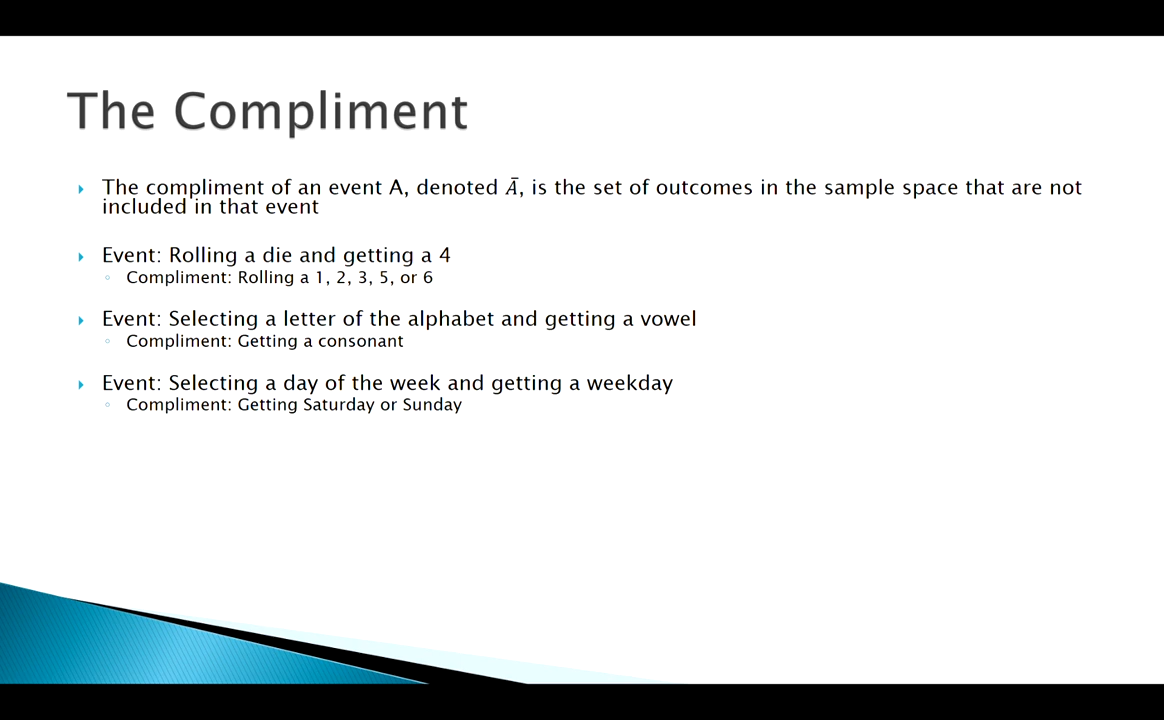 The Compliment
The compliment of an event A, denoted Ā, is the set of outcomes in the sample space that are not
included in that event
Event: Rolling a die and getting a 4
Compliment: Rolling a 1, 2, 3, 5, or 6
Event: Selecting a letter of the alphabet and getting a vowel
Compliment: Getting a consonant
Event: Selecting a day of the week and getting a weekday
Compliment: Getting Saturday or Sunday